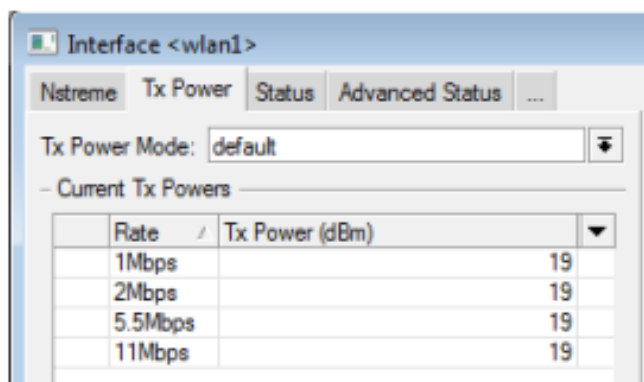 Interface <wlan1>
Nstreme Tx Power Status Advanced Status ...
Tx Power Mode: default
Current Tx Powers
Rate Tx Power (dBm)
1Mbps 19
2Mbps 19
5.5Mbps 19
11Mbps 19